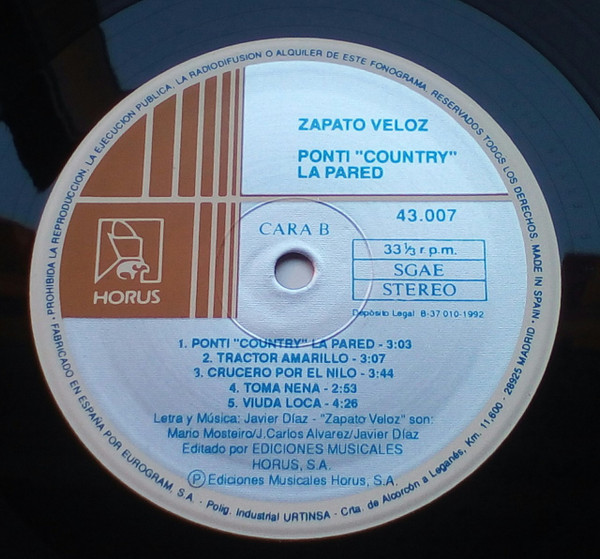 PROHIBIDA LA REPRODUCCION, LA EJECUCION PUBLICA, LA RADIODIFUSION O ALQUILER DE ESTE FONOGRAMA, RESERVADOS TODOS LOS DERECHOS. MADE IN SPAIN.
ZAPATO VELOZ
PONTI "COUNTRY"
LA PARED
43.007
CARA B
33 1/3 r.p.m.
SGAE
STEREO
HORUS
Depósito Legal B-37010-1992
1. PONTI "COUNTRY" LA PARED - 3:03
2. TRACTOR AMARILLO - 3:07
3. CRUCERO POR EL NILO - 3:44
4. TOMA NENA - 2:53
5. VIUDA LOCA - 4:26
Letra y Música: Javier Díaz - "Zapato Veloz" son:
Mario Mosteiro/J.Carlos Alvarez/Javier Díaz
Editado por EDICIONES MUSICALES
HORUS, S.A.
Ⓟ Ediciones Musicales Horus, S.A.
FABRICADO EN ESPAÑA POR EUROGRAM, S.A. - Polig. Industrial URTINSA - Crta. de Alcorcón a Leganés, Km. 11,600 - 28925 MADRID